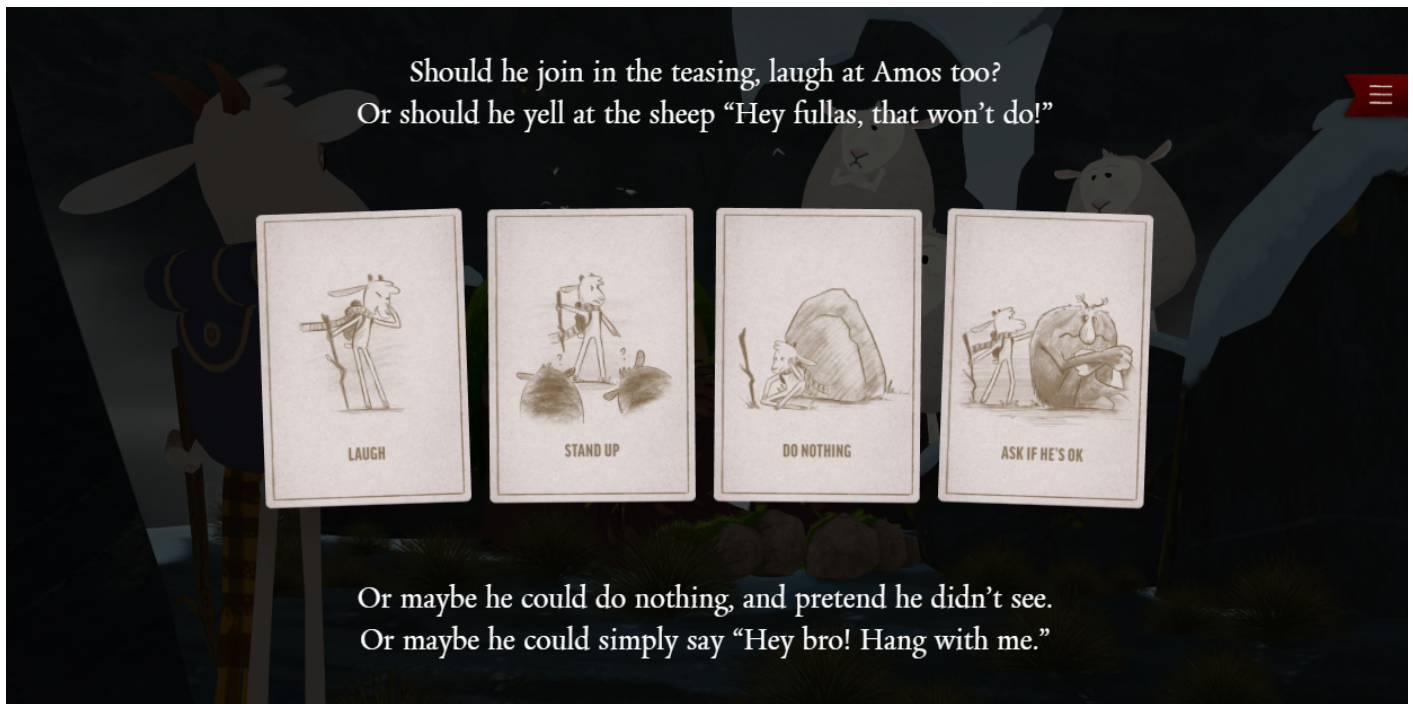 Should he join in the teasing, laugh at Amos too?
Or should he yell at the sheep “Hey fullas, that won’t do!”
LAUGH
STAND UP
DO NOTHING
ASK IF HE’S OK
Or maybe he could do nothing, and pretend he didn’t see.
Or maybe he could simply say “Hey bro! Hang with me.”